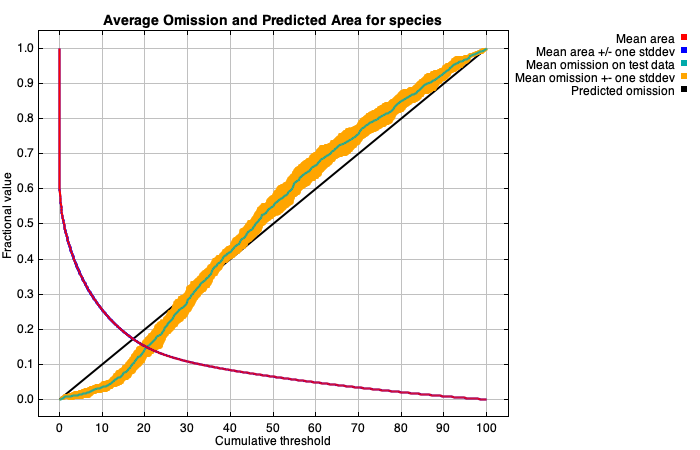 Average Omission and Predicted Area for species
Mean area
Mean area +/- one stddev
Mean omission on test data
Mean omission +- one stddev
Predicted omission
Fractional value
1.0
0.9
0.8
0.7
0.6
0.5
0.4
0.3
0.2
0.1
0.0
0 10 20 30 40 50 60 70 80 90 100
Cumulative threshold